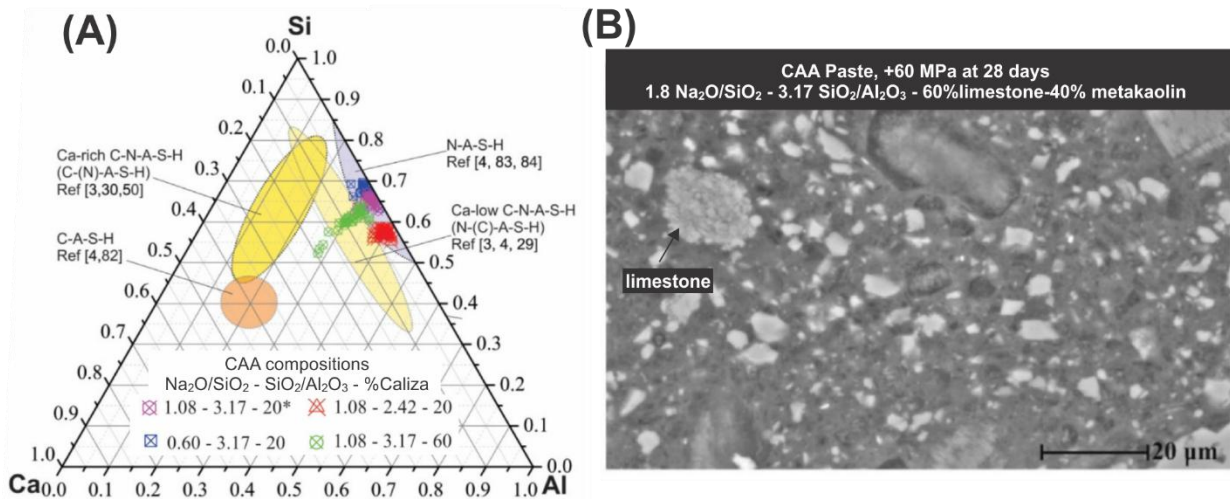 (A)
Si
0.0
1.0
0.1
0.9
0.2
0.8
0.3
0.7
0.4
0.6
0.5
0.5
0.6
0.4
0.7
0.3
0.8
0.2
0.9
0.1
1.0
0.0
Ca
0.0 0.1 0.2 0.3 0.4 0.5 0.6 0.7 0.8 0.9 1.0
Al
Ca-rich C-N-A-S-H
(C-(N)-A-S-H)
Ref [3,30,50]
C-A-S-H
Ref [4,82]
N-A-S-H
Ref [4, 83, 84]
Ca-low C-N-A-S-H
(N-(C)-A-S-H)
Ref [3, 4, 29]
CAA compositions
Na₂O/SiO₂ - SiO₂/Al₂O₃ - %Caliza
1.08 - 3.17 - 20* 1.08 - 2.42 - 20
0.60 - 3.17 - 20 1.08 - 3.17 - 60
(B)
CAA Paste, +60 MPa at 28 days
1.8 Na₂O/SiO₂ - 3.17 SiO₂/Al₂O₃ - 60%limestone-40% metakaolin
limestone
20 µm